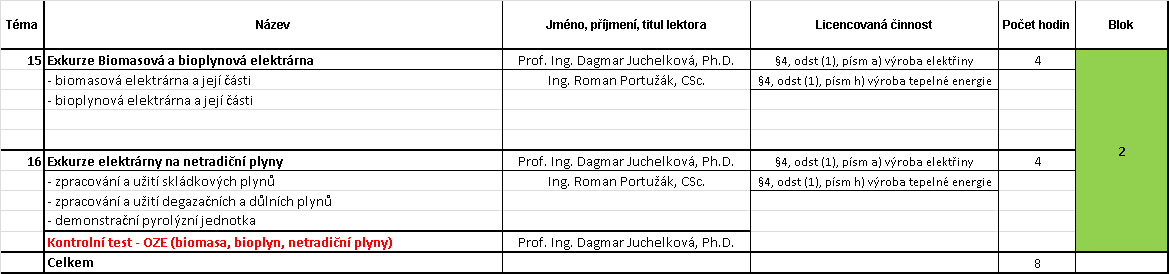 Téma Název Jméno, příjmení, titul lektora Licencovaná činnost Počet hodin Blok
15 Exkurze Biomasová a bioplynová elektrárna Prof. Ing. Dagmar Juchelková, Ph.D. §4, odst (1), písm a) výroba elektřiny 4
- biomasová elektrárna a její části Ing. Roman Portužák, CSc. §4, odst (1), písm h) výroba tepelné energie
- bioplynová elektrárna a její části
2
16 Exkurze elektrárny na netradiční plyny Prof. Ing. Dagmar Juchelková, Ph.D. §4, odst (1), písm a) výroba elektřiny 4
- zpracování a užití skládkových plynů Ing. Roman Portužák, CSc. §4, odst (1), písm h) výroba tepelné energie
- zpracování a užití degazačních a důlních plynů
- demonstrační pyrolýzní jednotka
Kontrolní test - OZE (biomasa, bioplyn, netradiční plyny) Prof. Ing. Dagmar Juchelková, Ph.D.
Celkem 8